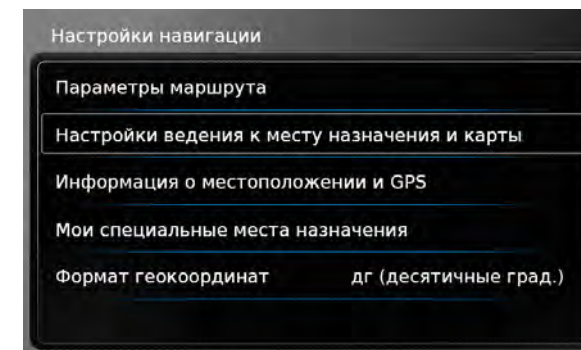 Настройки навигации
Параметры маршрута
Настройки ведения к месту назначения и карты
Информация о местоположении и GPS
Мои специальные места назначения
Формат геокоординат дг (десятичные град.)